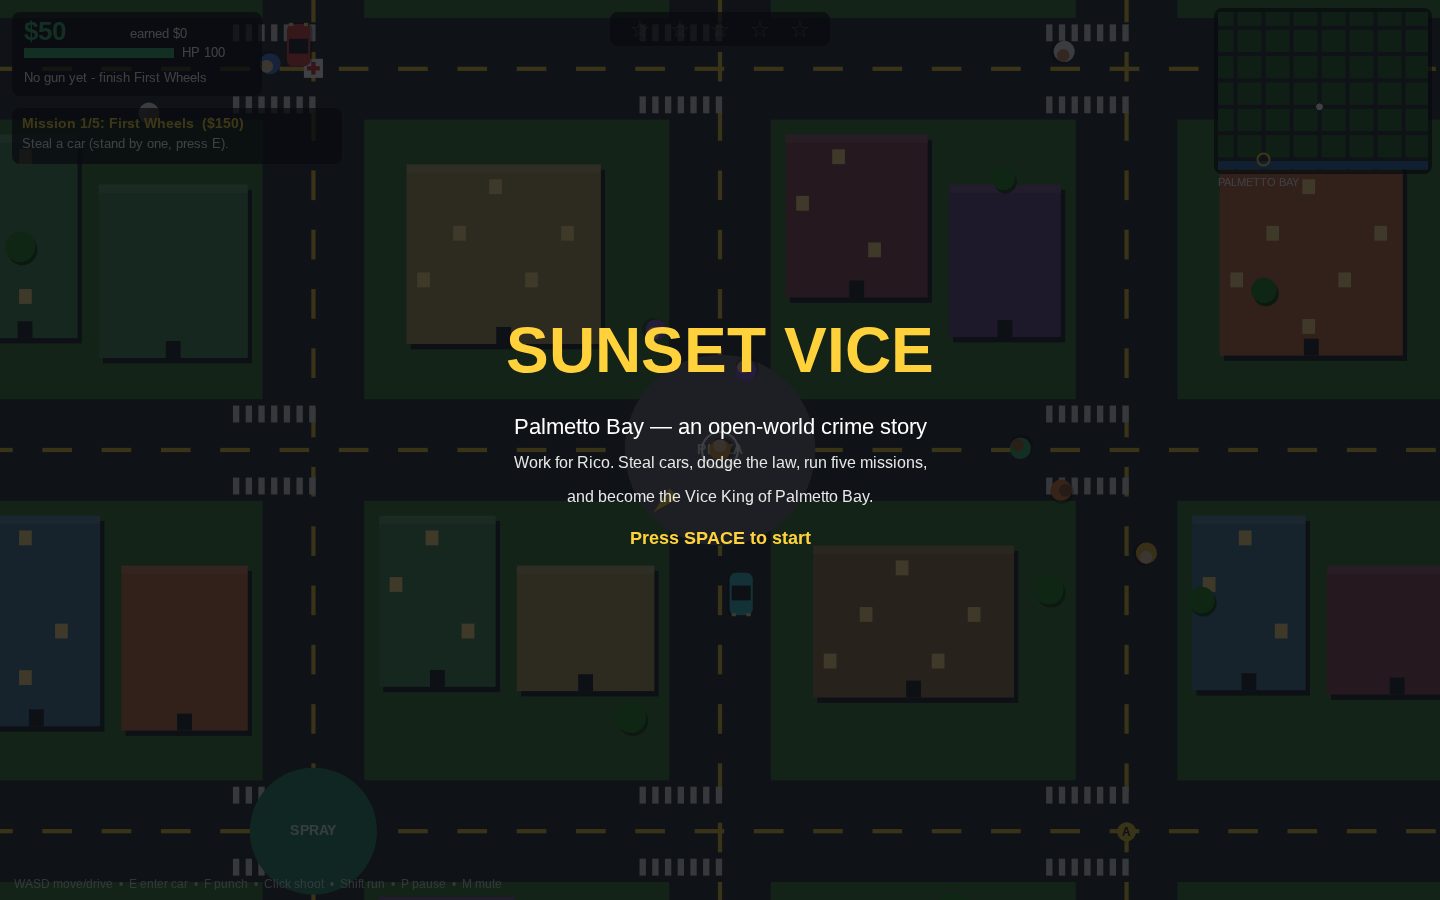 $50 earned $0
HP 100
No gun yet - finish First Wheels
Mission 1/5: First Wheels ($150)
Steal a car (stand by one, press E).
PALMETTO BAY
SUNSET VICE
Palmetto Bay — an open-world crime story
Work for Rico. Steal cars, dodge the law, run five missions,
and become the Vice King of Palmetto Bay.
Press SPACE to start
SPRAY
A
WASD move/drive • E enter car • F punch • Click shoot • Shift run • P pause • M mute